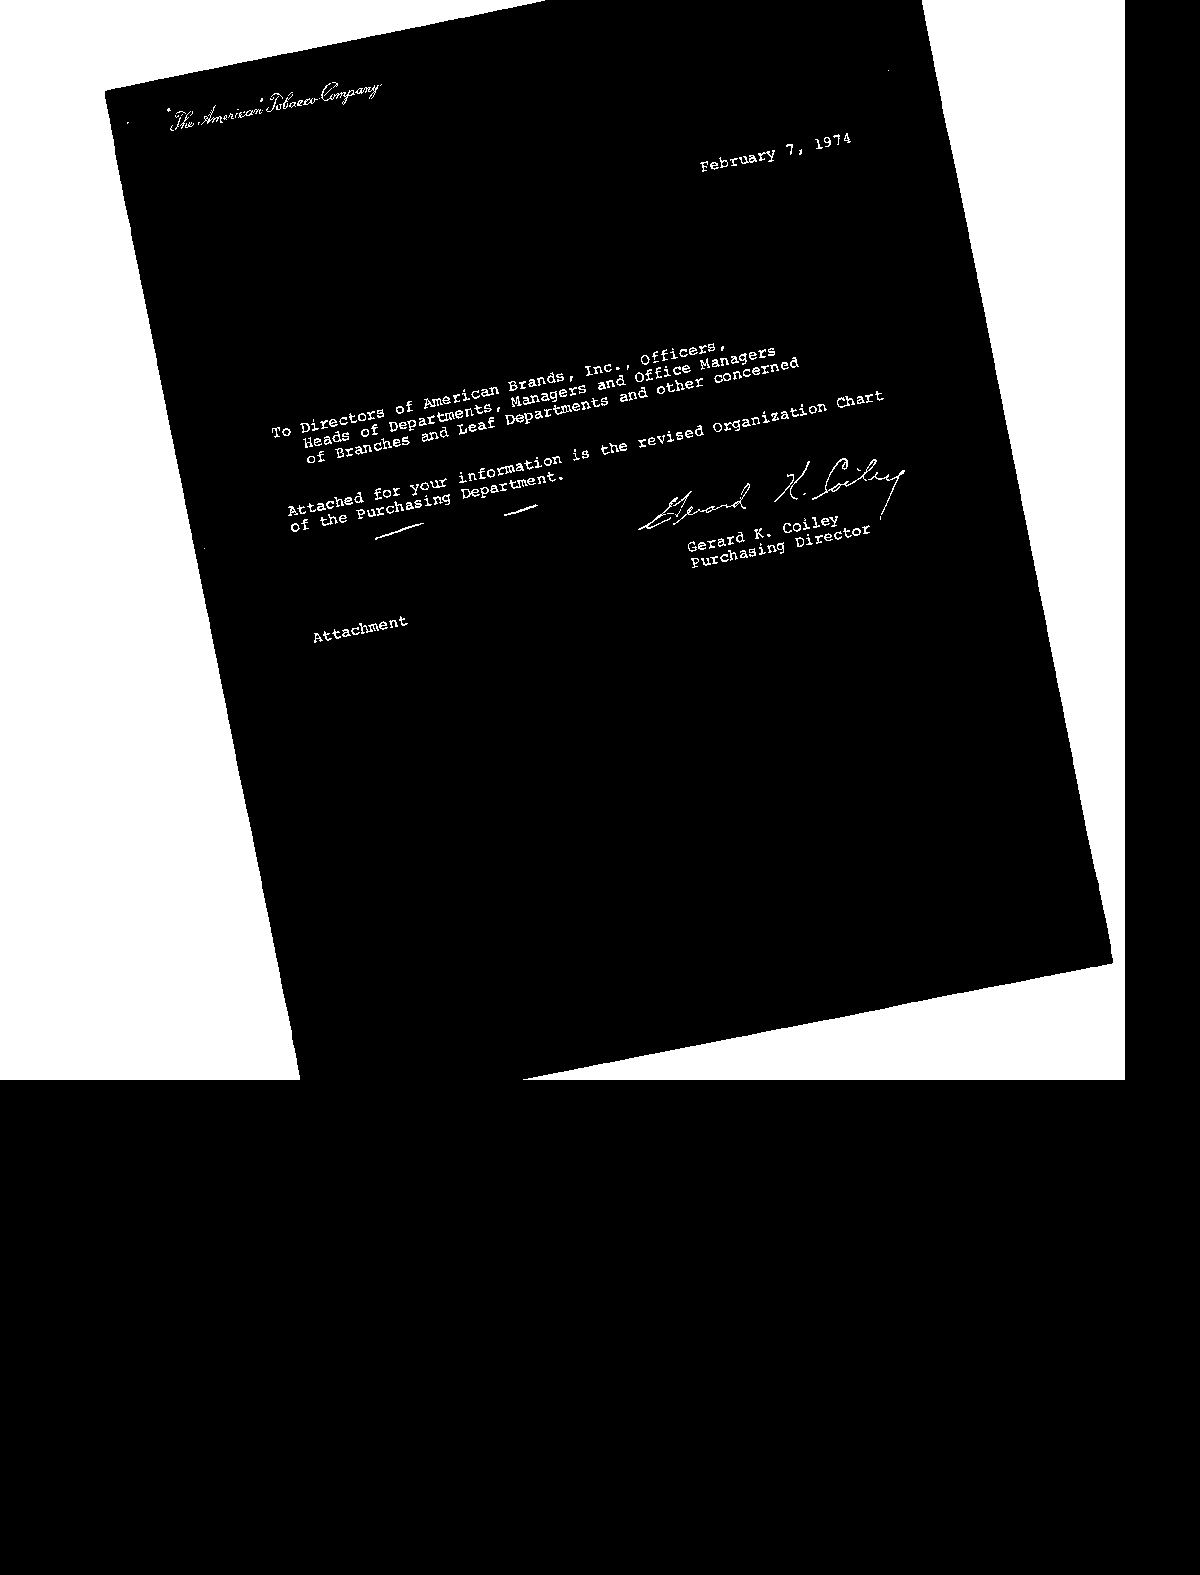 "The American Tobacco Company
February 7, 1974
To Directors of American Brands, Inc., Officers,
Heads of Departments, Managers and Office Managers
of Branches and Leaf Departments and other concerned
Attached for your information is the revised Organization Chart
of the Purchasing Department.
Gerard K. Coiley
Gerard K. Coiley
Purchasing Director
Attachment